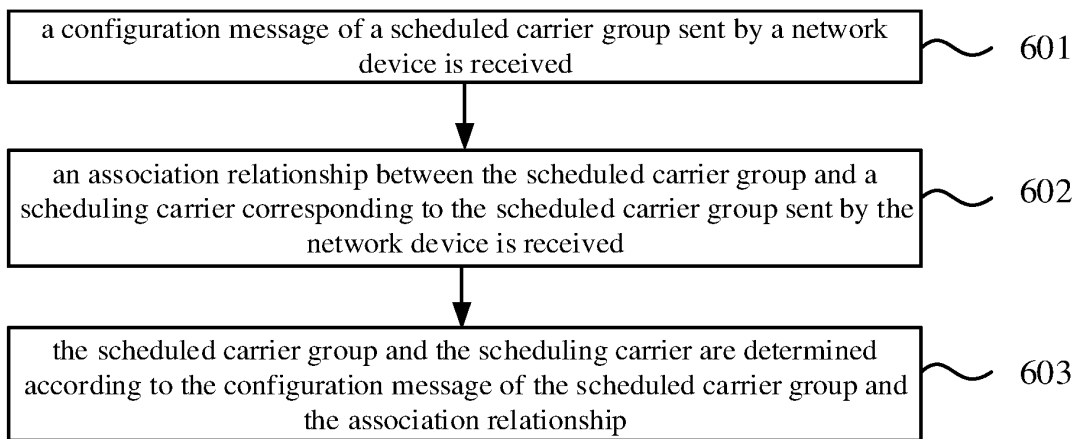 a configuration message of a scheduled carrier group sent by a network
device is received
601
an association relationship between the scheduled carrier group and a
scheduling carrier corresponding to the scheduled carrier group sent by the
network device is received
602
the scheduled carrier group and the scheduling carrier are determined
according to the configuration message of the scheduled carrier group and
the association relationship
603